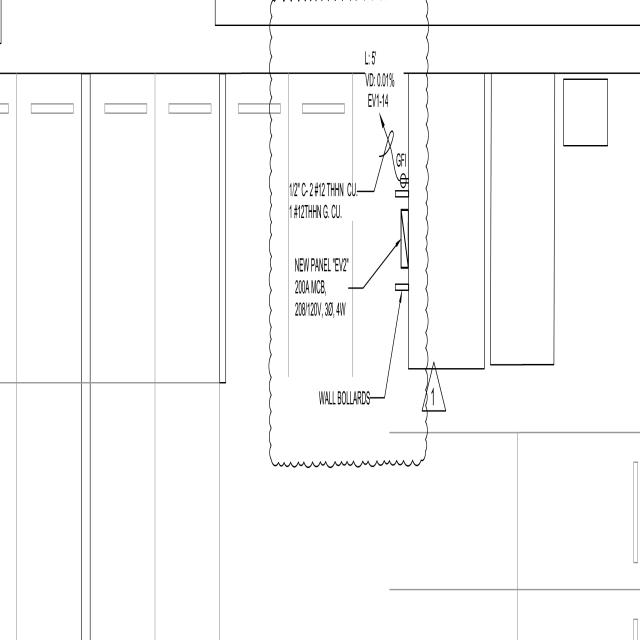 L: 5'
VD: 0.01%
EV1-14
GFI
1/2" C- 2 #12 THHN CU.
1 #12THHN G. CU.
NEW PANEL "EV2"
200A MCB,
208/120V, 3Ø, 4W
WALL BOLLARDS
1